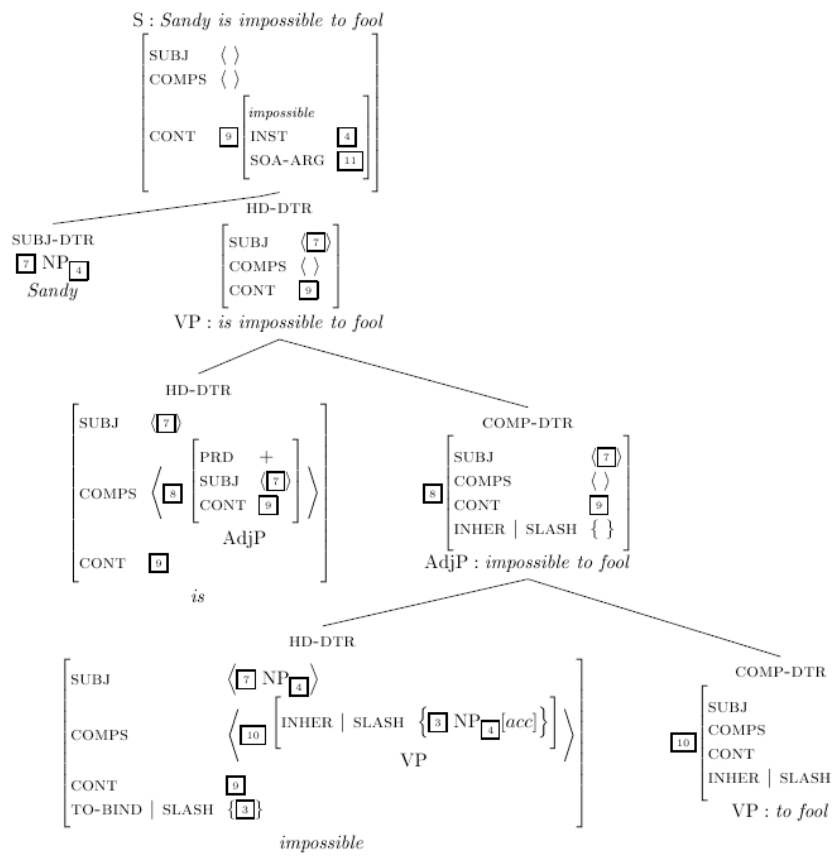 S : Sandy is impossible to fool
SUBJ ⟨ ⟩
COMPS ⟨ ⟩
impossible
CONT 9 INST 4
SOA-ARG 11
HD-DTR
SUBJ-DTR
7 NP 4
Sandy
SUBJ ⟨ 7 ⟩
COMPS ⟨ ⟩
CONT 9
VP : is impossible to fool
HD-DTR
SUBJ ⟨ 7 ⟩
PRD +
COMPS ⟨ 8 SUBJ ⟨ 7 ⟩ ⟩
CONT 9
AdjP
CONT 9
is
COMP-DTR
SUBJ ⟨ 7 ⟩
COMPS ⟨ ⟩
8 CONT 9
INHER | SLASH { }
AdjP : impossible to fool
HD-DTR
SUBJ ⟨ 7 NP 4 ⟩
COMPS ⟨ 10 [INHER | SLASH { 3 NP 4 [acc] } ] ⟩
VP
CONT 9
TO-BIND | SLASH { 3 }
impossible
COMP-DTR
SUBJ
COMPS
10 CONT
INHER | SLASH
VP : to fool